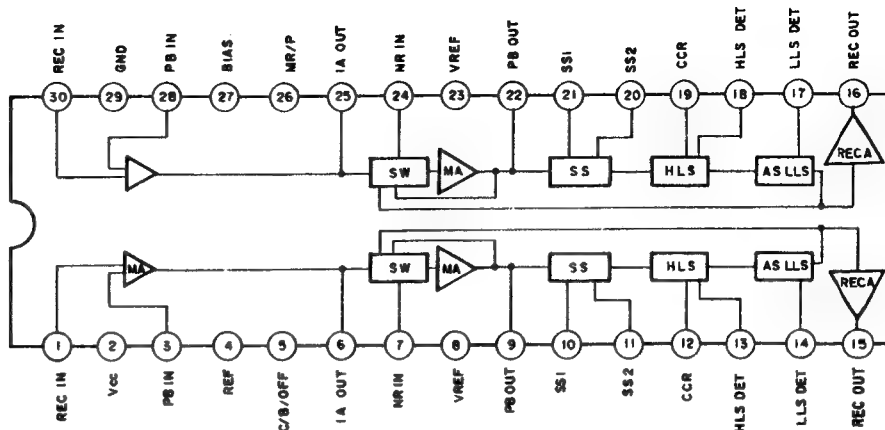 REC IN
GND
PB IN
BIAS
MR/P
IA OUT
NR IN
VREF
PB OUT
SS1
SS2
CCR
HLS DET
LLS DET
REC OUT
30 29 28 27 26 25 24 23 22 21 20 19 18 17 16
SW MA SS HLS AS LLS RECA
MA SW MA SS HLS AS LLS RECA
1 2 3 4 5 6 7 8 9 10 11 12 13 14 15
REC IN
Vcc
PB IN
REF
C/B/OFF
IA OUT
NR IN
VREF
PB OUT
SS1
SS2
CCR
HLS DET
LLS DET
REC OUT